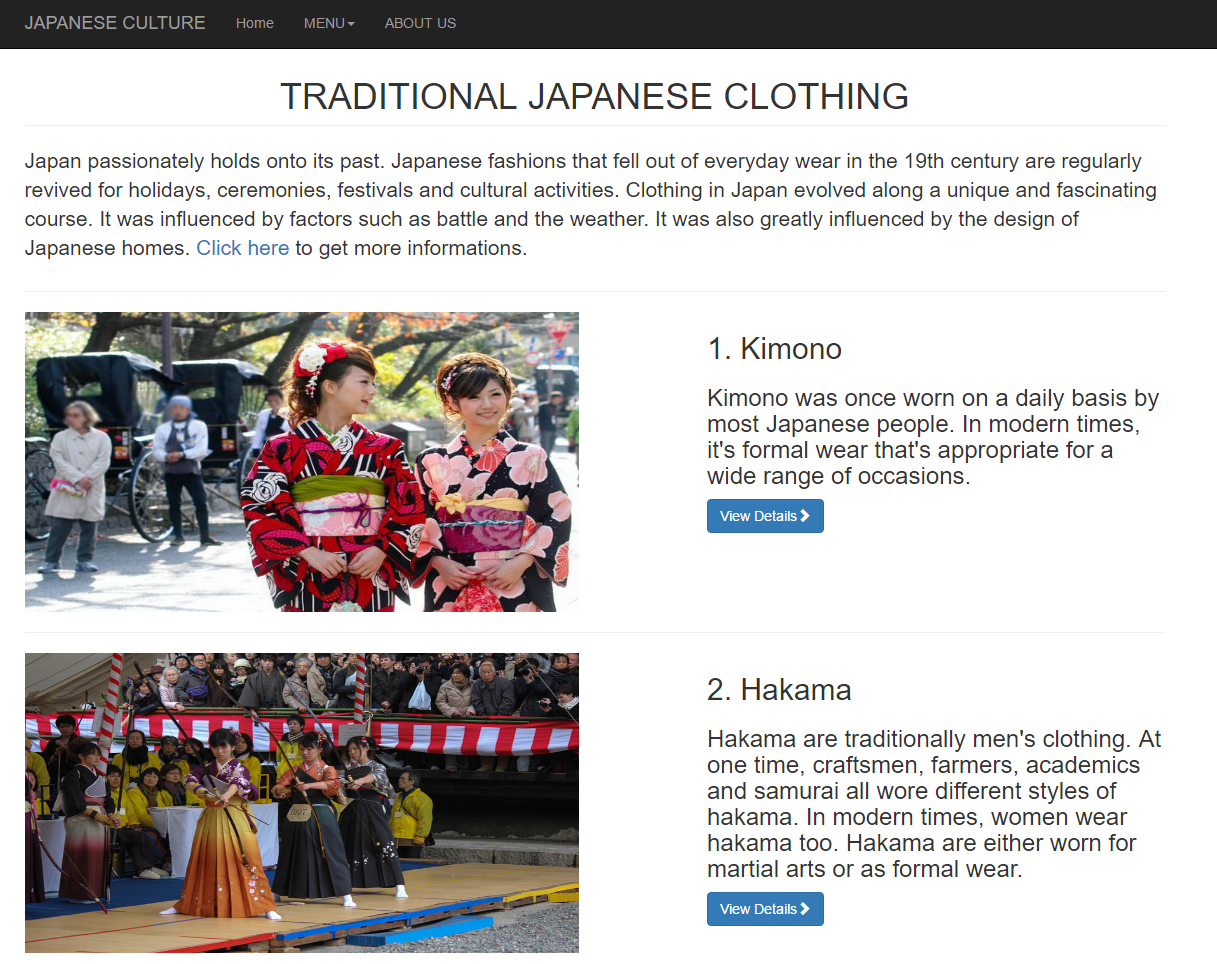 JAPANESE CULTURE Home MENU ABOUT US
TRADITIONAL JAPANESE CLOTHING
Japan passionately holds onto its past. Japanese fashions that fell out of everyday wear in the 19th century are regularly
revived for holidays, ceremonies, festivals and cultural activities. Clothing in Japan evolved along a unique and fascinating
course. It was influenced by factors such as battle and the weather. It was also greatly influenced by the design of
Japanese homes. Click here to get more informations.
1. Kimono
Kimono was once worn on a daily basis by
most Japanese people. In modern times,
it's formal wear that's appropriate for a
wide range of occasions.
View Details
2. Hakama
Hakama are traditionally men's clothing. At
one time, craftsmen, farmers, academics
and samurai all wore different styles of
hakama. In modern times, women wear
hakama too. Hakama are either worn for
martial arts or as formal wear.
View Details